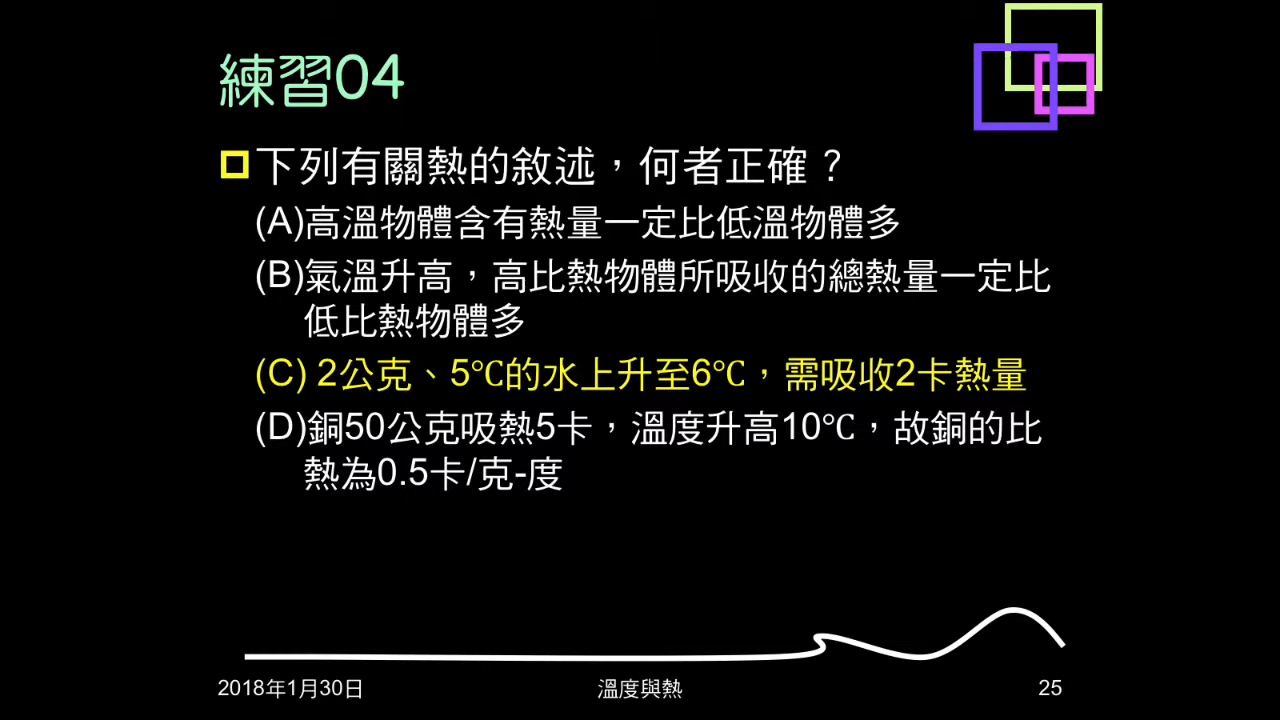 練習04
下列有關熱的敘述，何者正確？
(A)高溫物體含有熱量一定比低溫物體多
(B)氣溫升高，高比熱物體所吸收的總熱量一定比
低比熱物體多
(C) 2公克、5℃的水上升至6℃，需吸收2卡熱量
(D)銅50公克吸熱5卡，溫度升高10℃，故銅的比
熱為0.5卡/克-度
2018年1月30日
溫度與熱
25